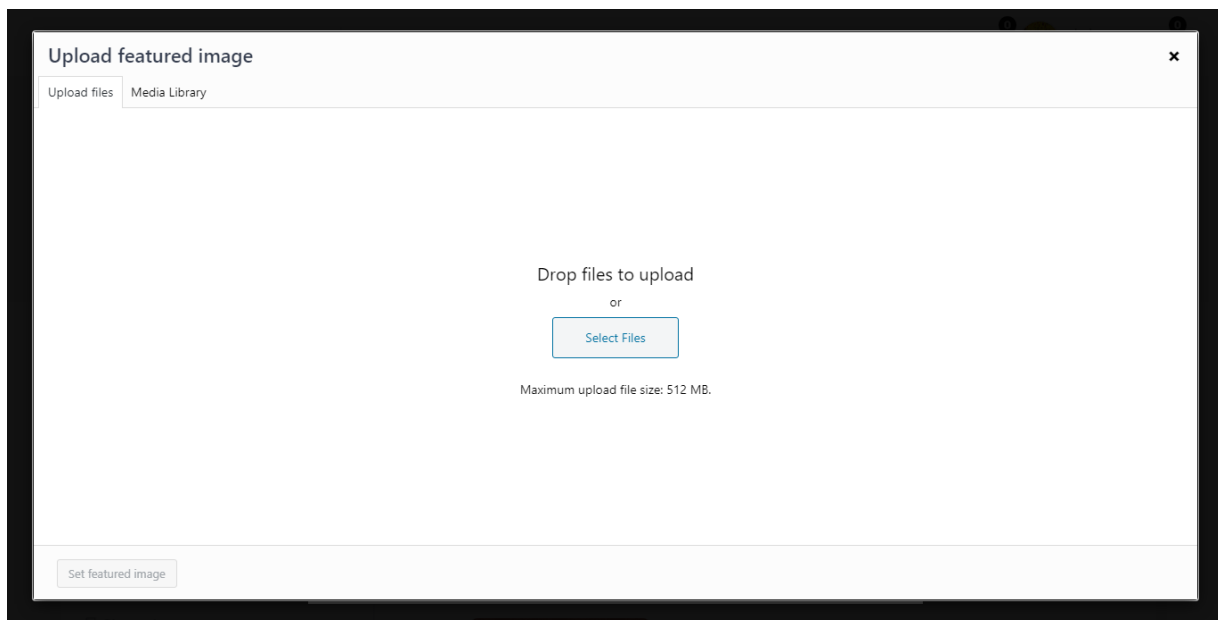 Upload featured image
Upload files
Media Library
Drop files to upload
or
Select Files
Maximum upload file size: 512 MB.
Set featured image